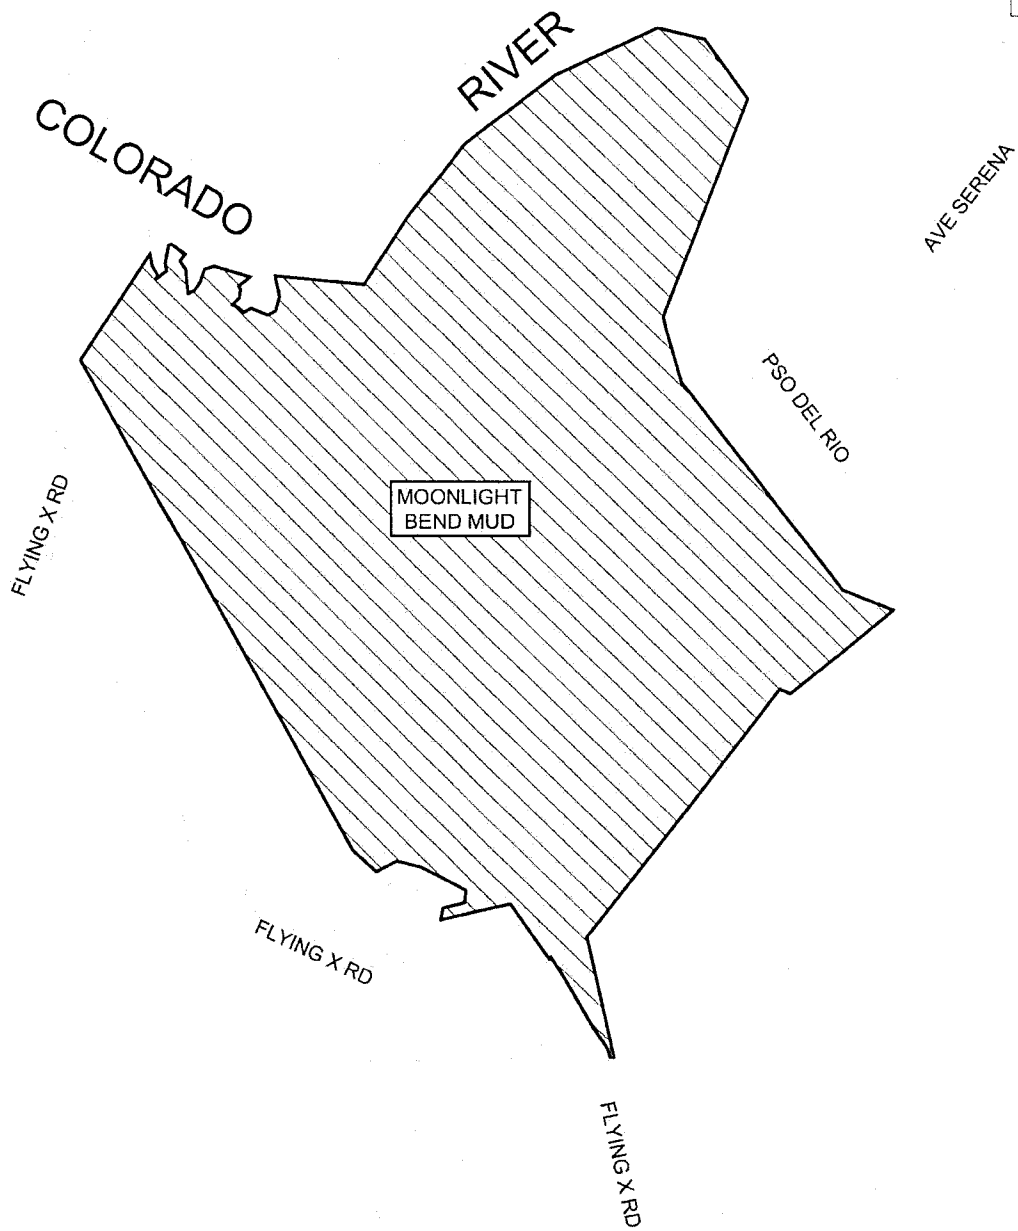 RIVER
COLORADO
AVE SERENA
PSO DEL RIO
FLYING X RD
MOONLIGHT
BEND MUD
FLYING X RD
FLYING X RD